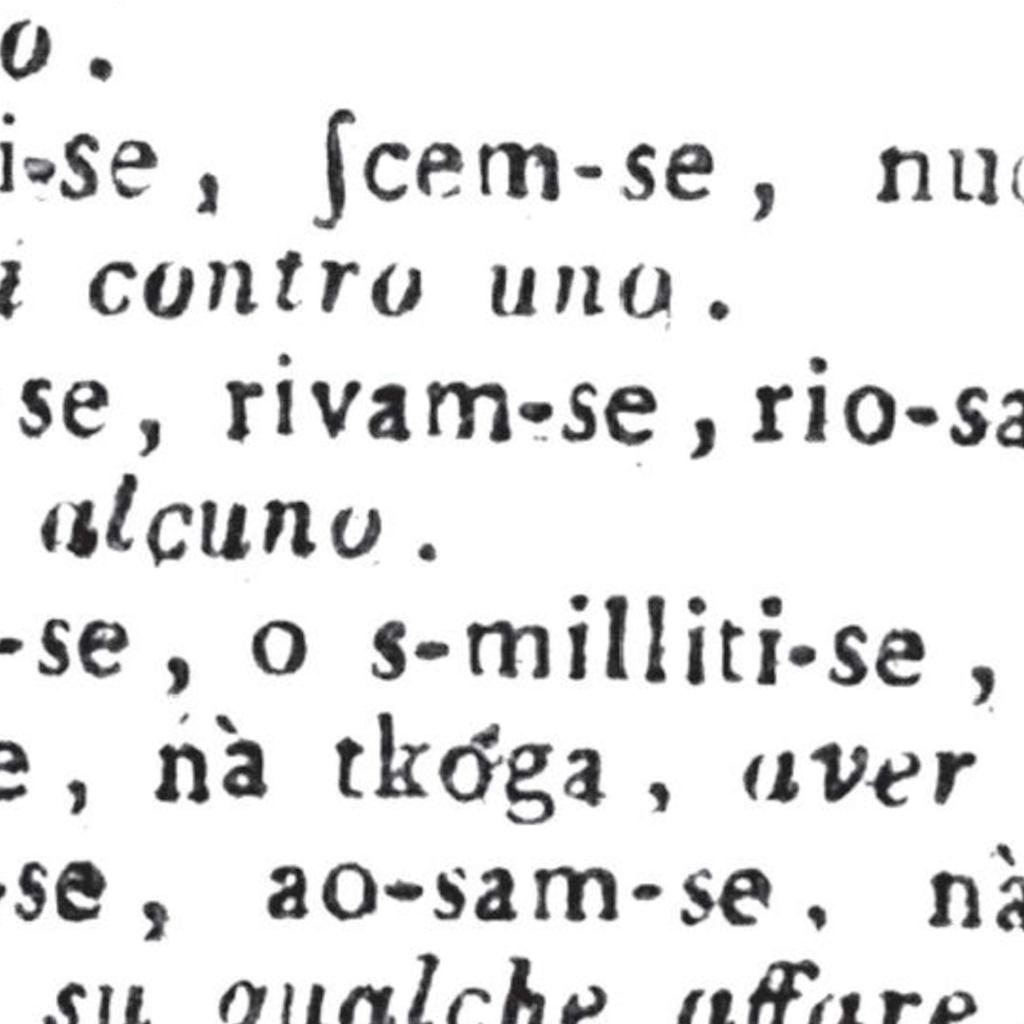 o .
i-se , ʃcem-se , nuo
i contro uno .
se , rivam-se , rio-sa
alcuno .
-se , o s-milliti-se ,
e , nà tkóga , aver
-se , ao-sam-se , nà
su qualche affare